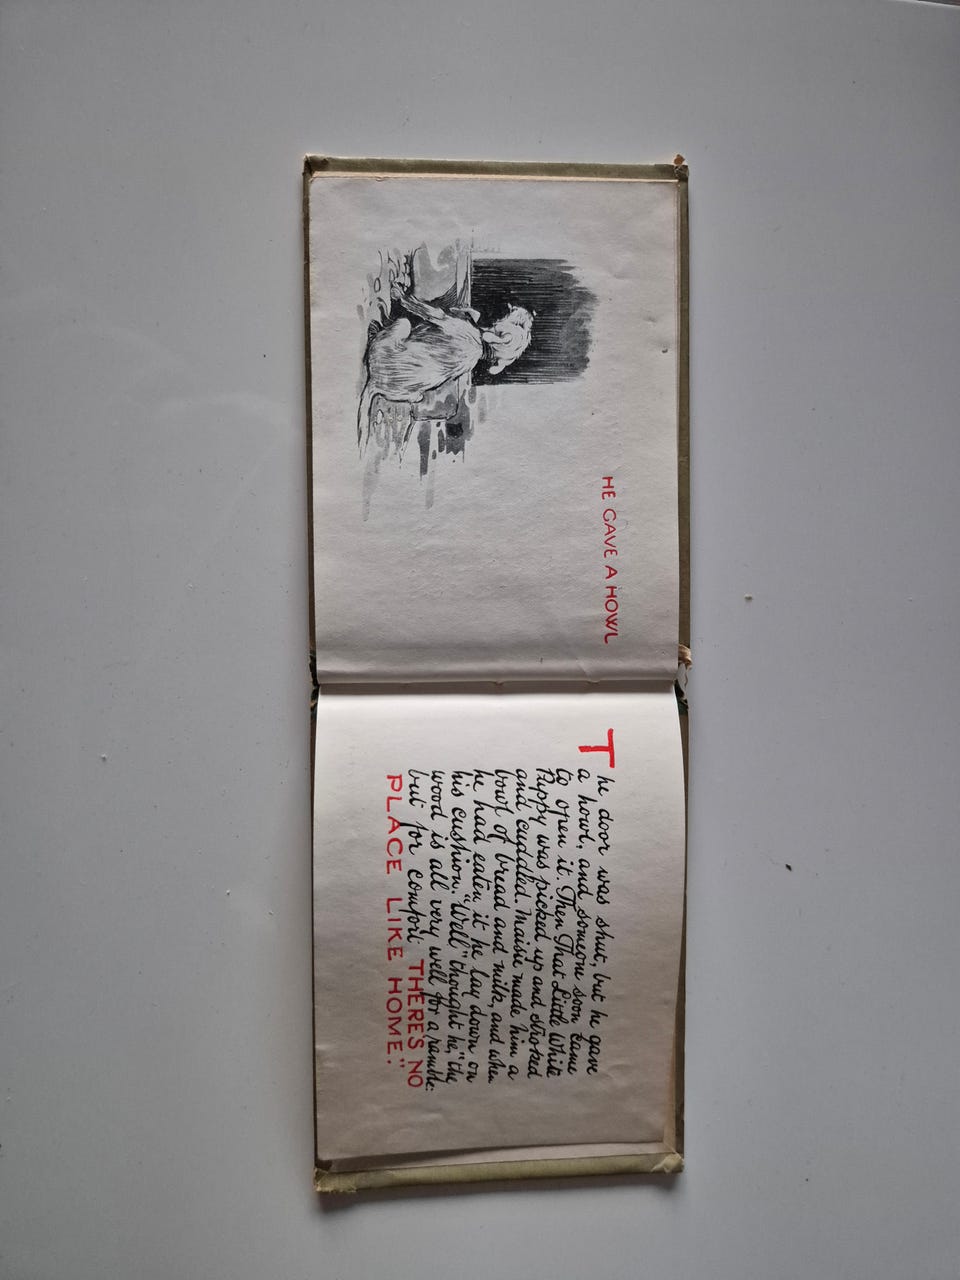 HE GAVE A HOWL
The door was shut, but he gave
a howl, and someone soon came
to open it. Then That Little White
Puppy was picked up and stroked
and cuddled. Maisie made him a
bowl of bread and milk, and when
he had eaten it he lay down on
his cushion. "Well" thought he, "the
wood is all very well for a ramble:
but for comfort THERES NO
PLACE LIKE HOME."